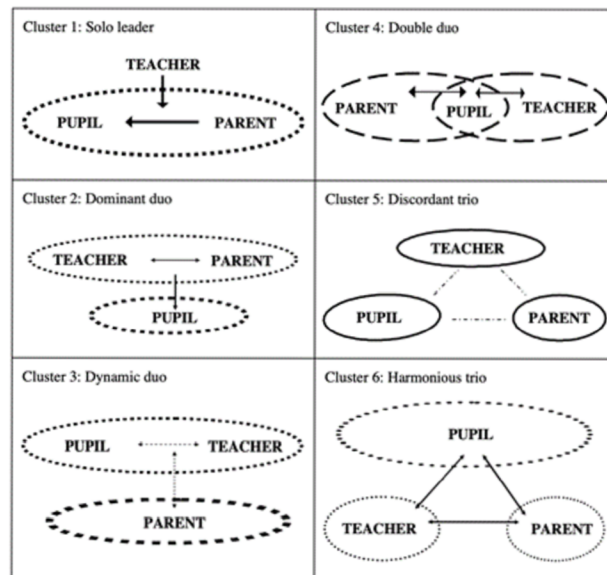 Cluster 1: Solo leader
TEACHER
PUPIL PARENT
Cluster 2: Dominant duo
TEACHER PARENT
PUPIL
Cluster 3: Dynamic duo
PUPIL TEACHER
PARENT
Cluster 4: Double duo
PARENT PUPIL TEACHER
Cluster 5: Discordant trio
TEACHER
PUPIL PARENT
Cluster 6: Harmonious trio
PUPIL
TEACHER PARENT